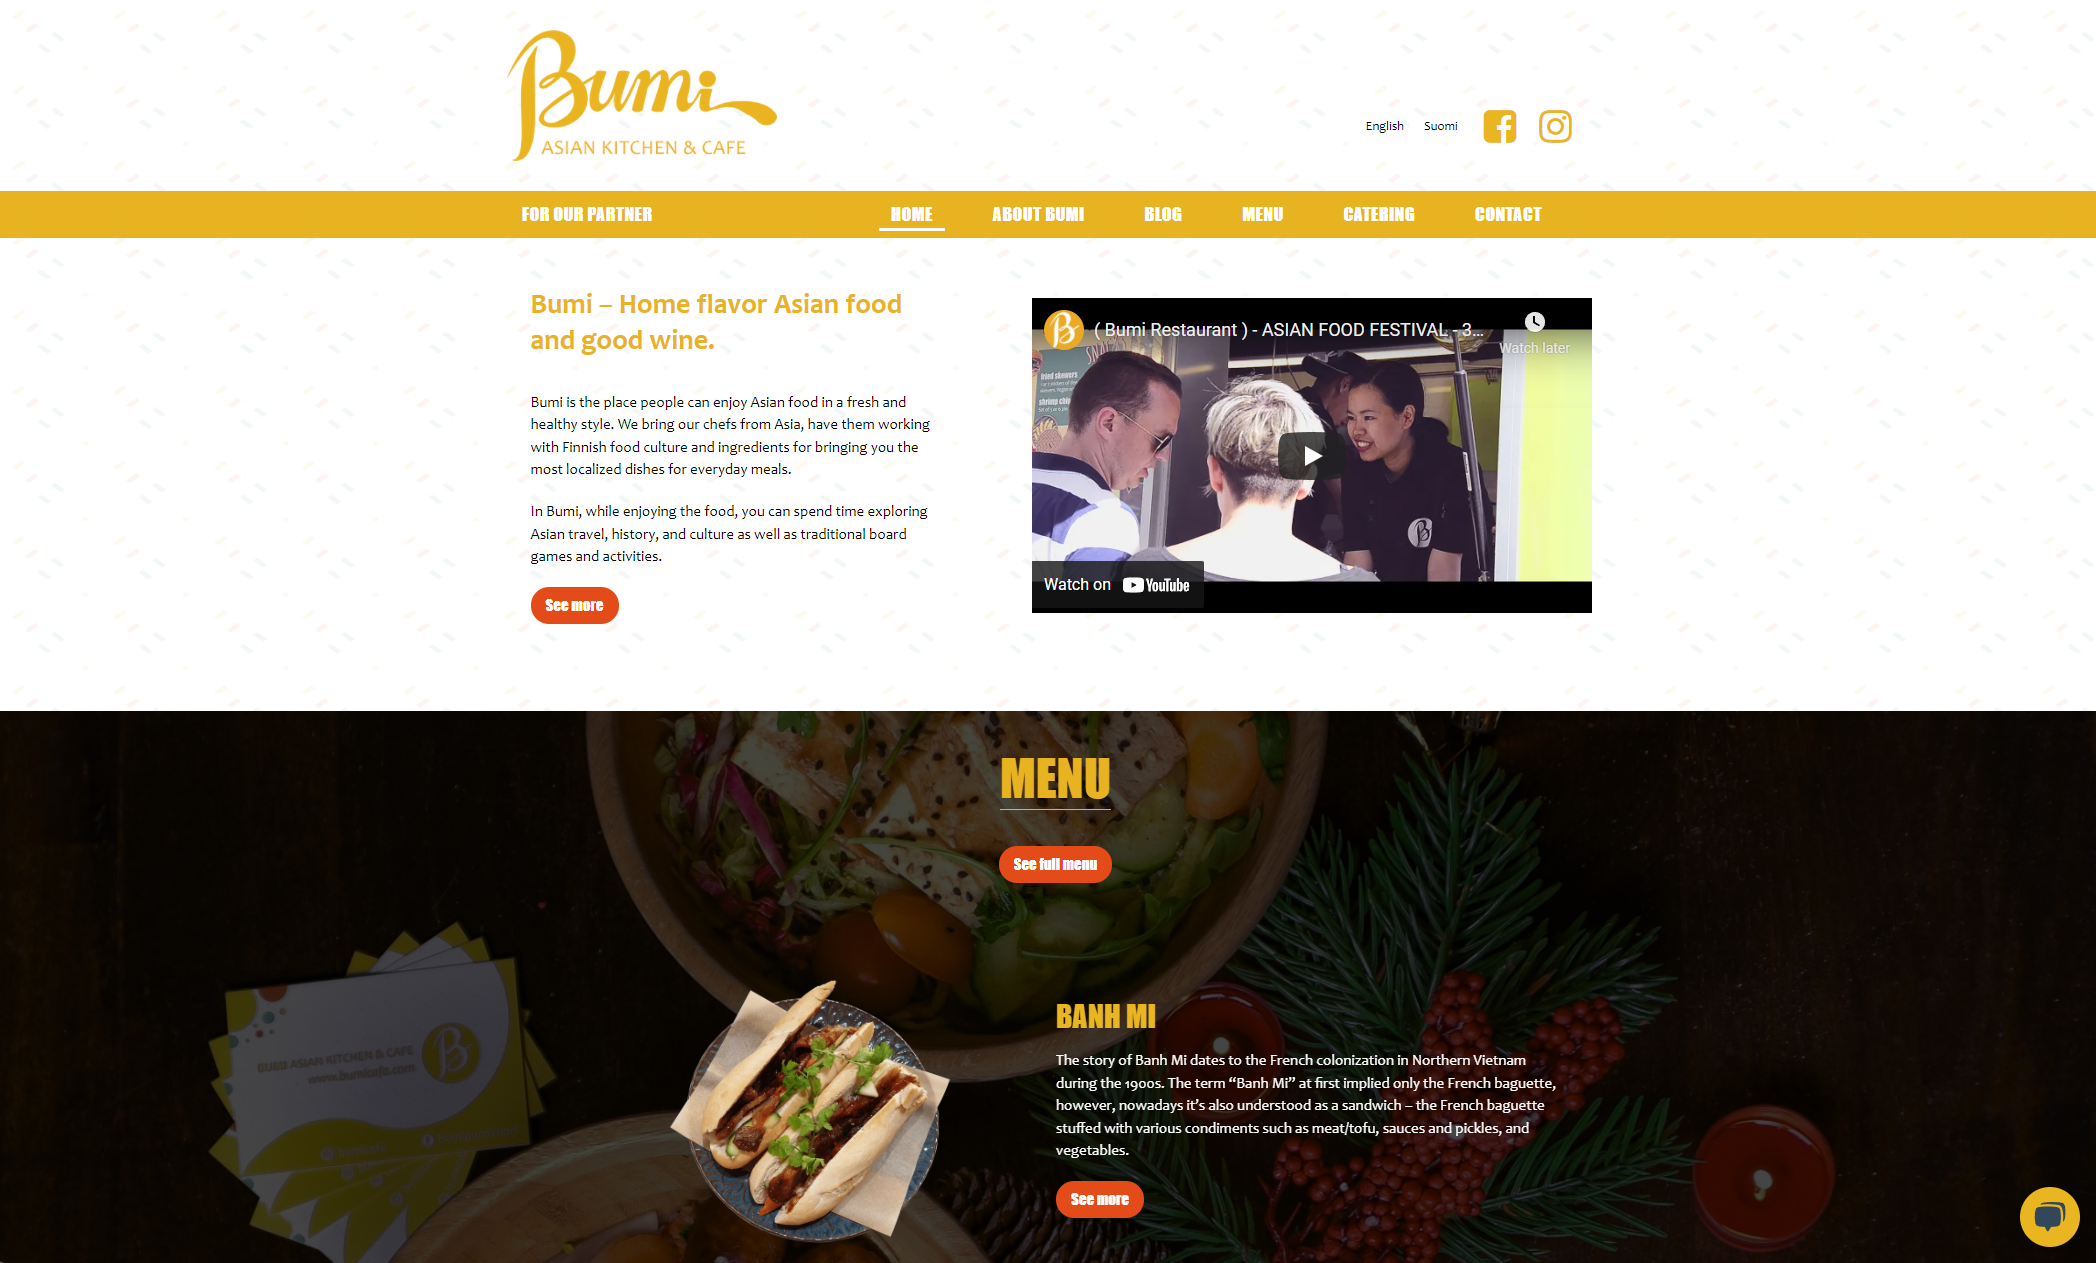 Bumi
ASIAN KITCHEN & CAFE
English Suomi
FOR OUR PARTNER HOME ABOUT BUMI BLOG MENU CATERING CONTACT
Bumi – Home flavor Asian food
and good wine.
Bumi is the place people can enjoy Asian food in a fresh and
healthy style. We bring our chefs from Asia, have them working
with Finnish food culture and ingredients for bringing you the
most localized dishes for everyday meals.
In Bumi, while enjoying the food, you can spend time exploring
Asian travel, history, and culture as well as traditional board
games and activities.
See more
( Bumi Restaurant ) - ASIAN FOOD FESTIVAL - 3...
Watch later
fried skewers
shrimp
Watch on YouTube
MENU
See full menu
BUMI ASIAN KITCHEN & CAFE
www.bumicafe.com
BANH MI
The story of Banh Mi dates to the French colonization in Northern Vietnam
during the 1900s. The term “Banh Mi” at first implied only the French baguette,
however, nowadays it’s also understood as a sandwich – the French baguette
stuffed with various condiments such as meat/tofu, sauces and pickles, and
vegetables.
See more